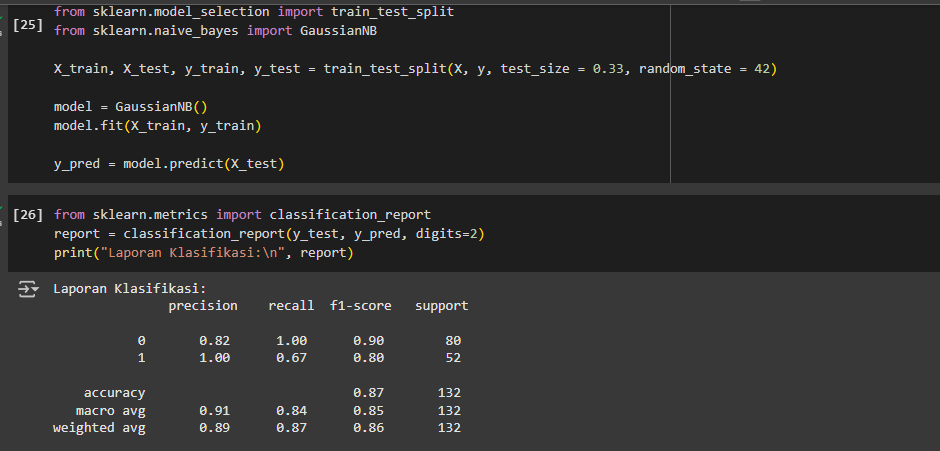 from sklearn.model_selection import train_test_split
[25] from sklearn.naive_bayes import GaussianNB
X_train, X_test, y_train, y_test = train_test_split(X, y, test_size = 0.33, random_state = 42)
model = GaussianNB()
model.fit(X_train, y_train)
y_pred = model.predict(X_test)
[26] from sklearn.metrics import classification_report
report = classification_report(y_test, y_pred, digits=2)
print("Laporan Klasifikasi:\n", report)
Laporan Klasifikasi:
precision recall f1-score support
0 0.82 1.00 0.90 80
1 1.00 0.67 0.80 52
accuracy 0.87 132
macro avg 0.91 0.84 0.85 132
weighted avg 0.89 0.87 0.86 132